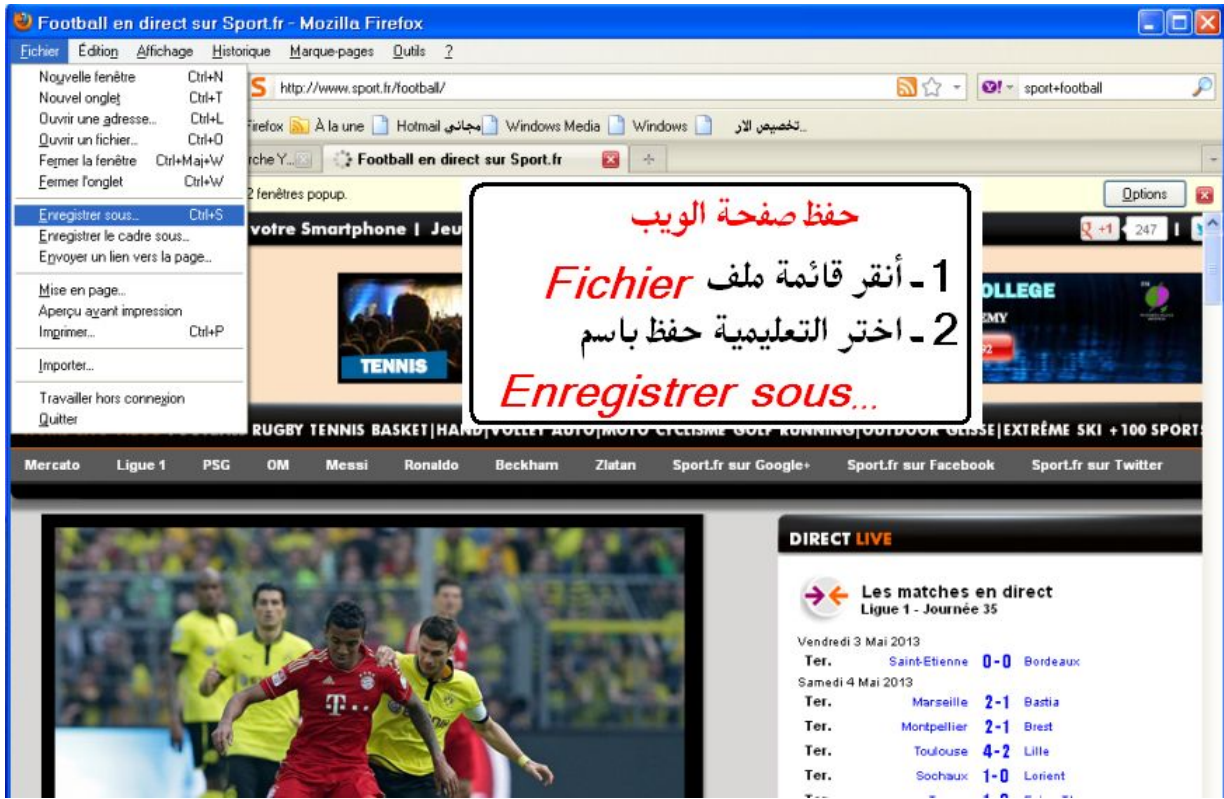 Football en direct sur Sport.fr - Mozilla Firefox
Fichier Édition Affichage Historique Marque-pages Outils ?
Nouvelle fenêtre Ctrl+N
Nouvel onglet Ctrl+T
Ouvrir une adresse... Ctrl+L
Ouvrir un fichier... Ctrl+O
Fermer la fenêtre Ctrl+Maj+W
Fermer l'onglet Ctrl+W
Enregistrer sous... Ctrl+S
Enregistrer le cadre sous...
Envoyer un lien vers la page...
Mise en page...
Aperçu avant impression
Imprimer... Ctrl+P
Importer...
Travailler hors connexion
Quitter
http://www.sport.fr/football/
sport+football
irefox À la une Hotmail مجاني Windows Media Windows تخصيص الار...
rche Y... Football en direct sur Sport.fr
2 fenêtres popup. Options
votre Smartphone | Jeu
+1 247
حفظ صفحة الويب
1 ـ أنقر قائمة ملف Fichier
2 ـ اختر التعليمية حفظ باسم
Enregistrer sous...
TENNIS
OLLEGE
EMY
92
RUGBY TENNIS BASKET|HAND|VOLLEY AUTO|MOTO CYCLISME GOLF RUNNING|OUTDOOR GLISSE|EXTRÊME SKI +100 SPORTS
Mercato Ligue 1 PSG OM Messi Ronaldo Beckham Zlatan Sport.fr sur Google+ Sport.fr sur Facebook Sport.fr sur Twitter
DIRECT LIVE
Les matches en direct
Ligue 1 - Journée 35
Vendredi 3 Mai 2013
Ter. Saint-Etienne 0-0 Bordeaux
Samedi 4 Mai 2013
Ter. Marseille 2-1 Bastia
Ter. Montpellier 2-1 Brest
Ter. Toulouse 4-2 Lille
Ter. Sochaux 1-0 Lorient